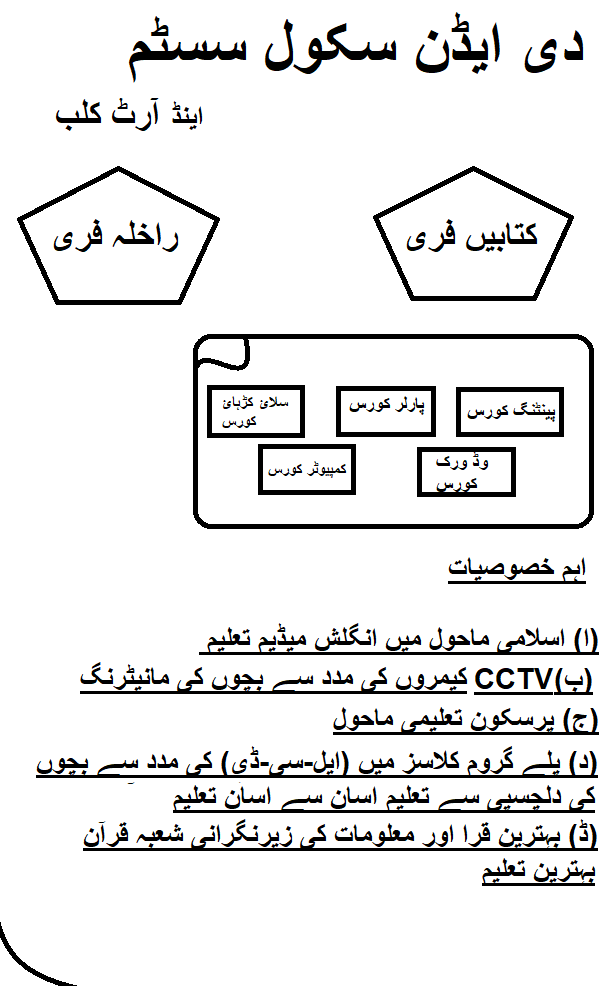 دی ایڈن سکول سسٹم
اینڈ آرٹ کلب
کتابیں فری
راخلہ فری
پینٹنگ کورس
پارلر کورس
سلائ کڑہائ
کورس
وڈ ورک
کورس
کمپیوٹر کورس
اہم خصوصیات
(ا) اسلامی ماحول میں انگلش میڈیم تعلیم
(ب)CCTV کیمروں کی مدد سے بچوں کی مانیٹرنگ
(ج) پرسکون تعلیمی ماحول
(د) پلے گروم کلاسز میں (ایل-سی-ڈی) کی مدد سے بچوں
کی دلچسپی سے تعلیم آسان سے اسان تعلیم
(ڈ) بہترین قرا اور معلومات کی زیرنگرانی شعبہ قرآن
بہترین تعلیم